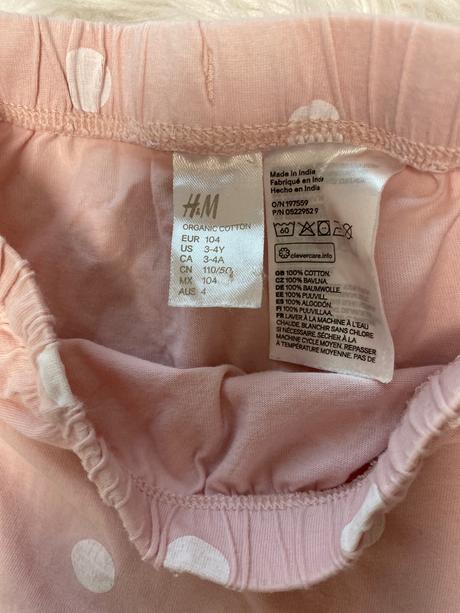 H&M
ORGANIC COTTON
EUR 104
US 3-4Y
CA 3-4A
CN 110/50
MX 104
AUS 4
Made in India
Fabriqué en
Hecho en India
O/N 197559
P/N 0522952 9
60
clevercare.info
GB 100% COTTON.
CZ 100% BAVLNA.
DE 100% BAUMWOLLE.
EE 100% PUUVILL.
ES 100% ALGODÓN.
FI 100% PUUVILLAA.
FR LAVER À LA MACHINE À L'EAU
CHAUDE. BLANCHIR SANS CHLORE
SI NÉCESSAIRE. SÉCHER À LA
MACHINE CYCLE MOYEN. REPASSER
À TEMPÉRATURE MOYENNE. PAS DE